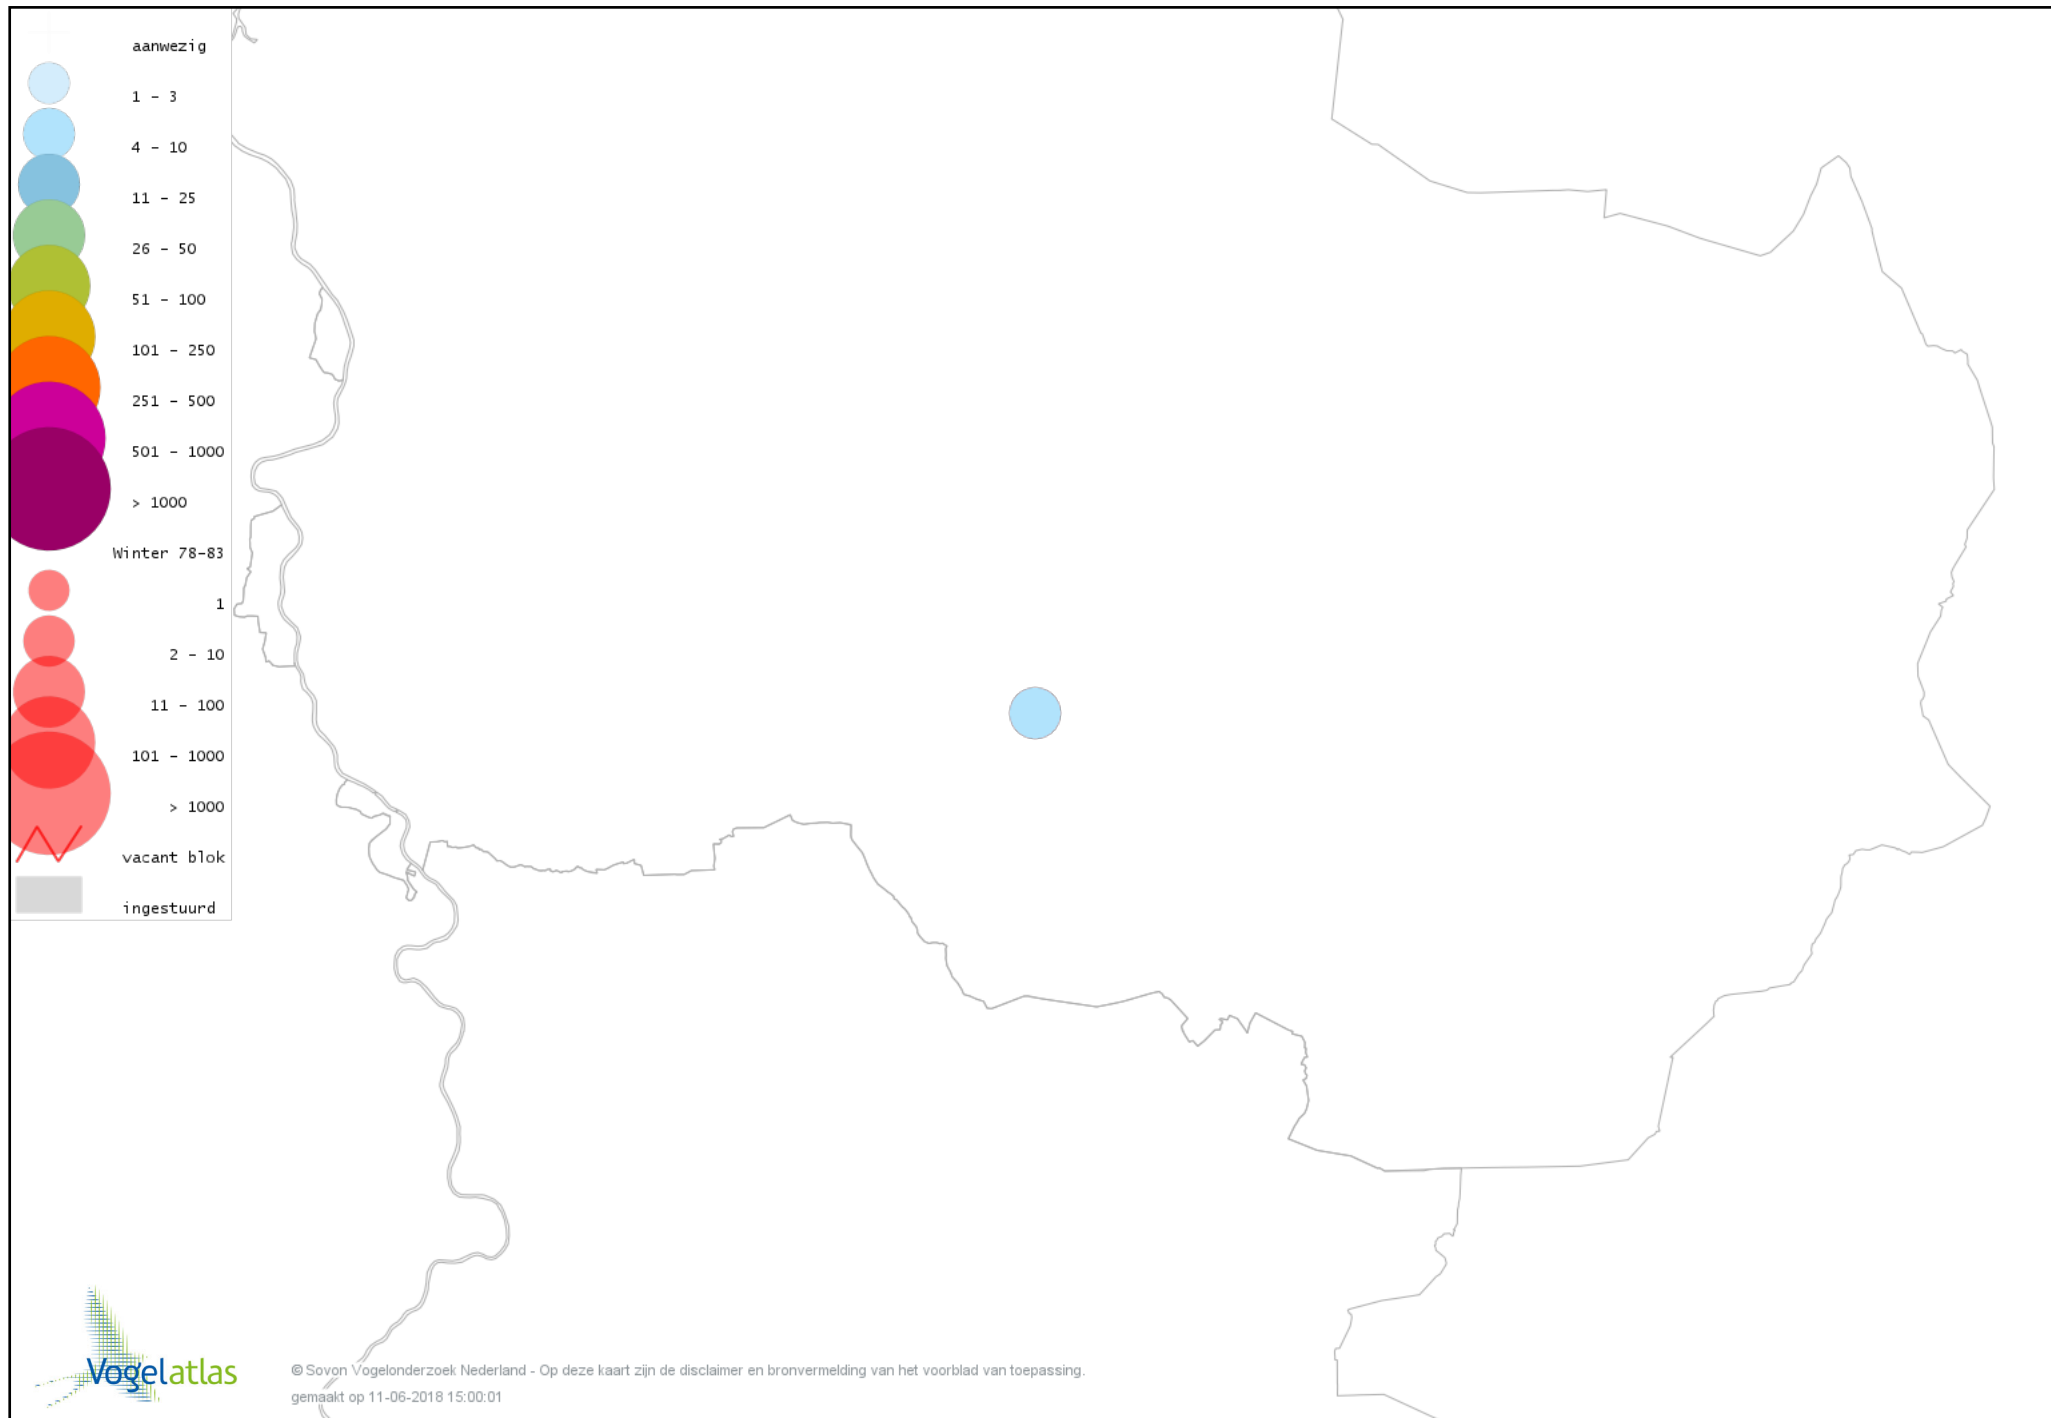 aanwezig
1 - 3
4 - 10
11 - 25
26 - 50
51 - 100
101 - 250
251 - 500
501 - 1000
> 1000
Winter 78-83
1
2 - 10
11 - 100
101 - 1000
> 1000
vacant blok
ingestuurd
Vogelatlas
© Sovon Vogelonderzoek Nederland - Op deze kaart zijn de disclaimer en bronvermelding van het voorblad van toepassing.
gemaakt op 11-06-2018 15:00:01